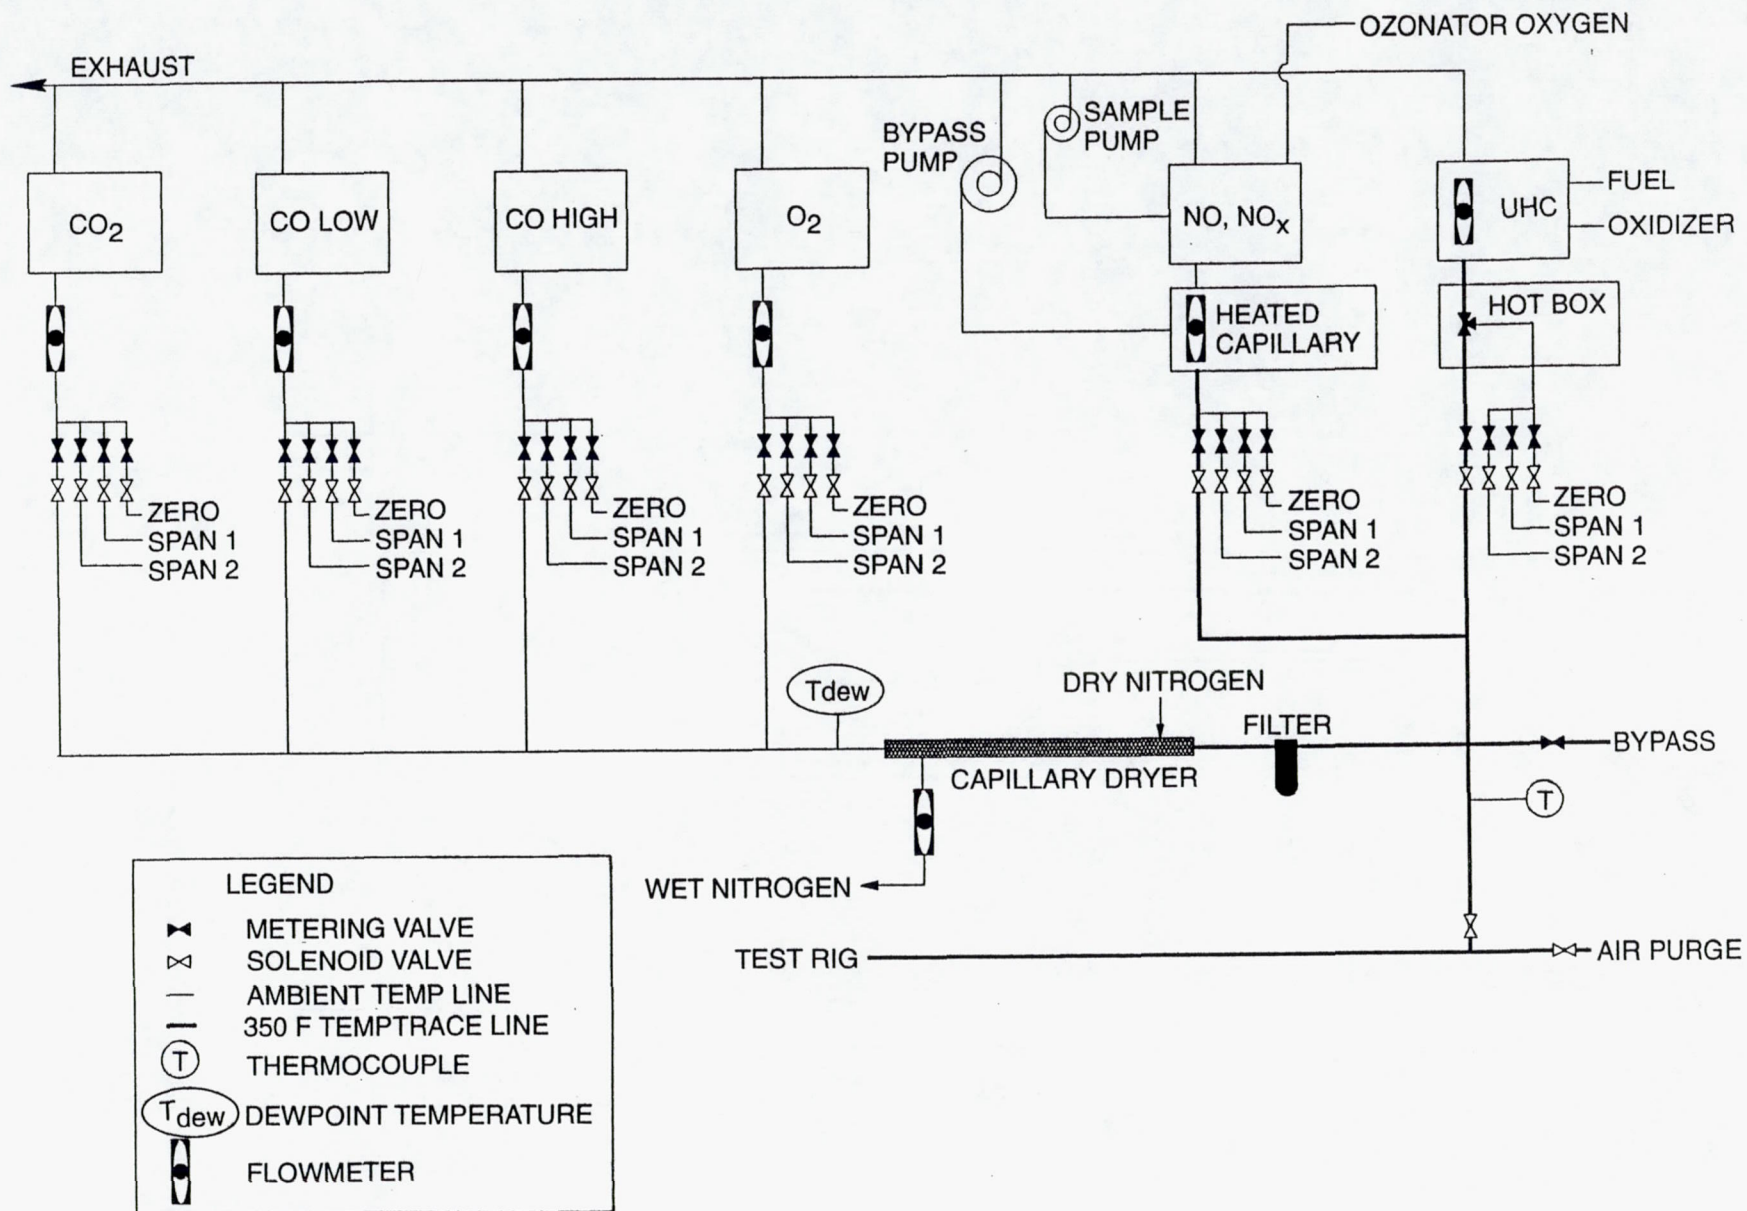 OZONATOR OXYGEN
EXHAUST
BYPASS
PUMP
SAMPLE
PUMP
CO2
CO LOW
CO HIGH
O2
NO, NOx
UHC
FUEL
OXIDIZER
HEATED
CAPILLARY
HOT BOX
ZERO
SPAN 1
SPAN 2
ZERO
SPAN 1
SPAN 2
ZERO
SPAN 1
SPAN 2
ZERO
SPAN 1
SPAN 2
ZERO
SPAN 1
SPAN 2
ZERO
SPAN 1
SPAN 2
Tdew
DRY NITROGEN
FILTER
BYPASS
CAPILLARY DRYER
T
WET NITROGEN
TEST RIG
AIR PURGE
LEGEND
METERING VALVE
SOLENOID VALVE
AMBIENT TEMP LINE
350 F TEMPTRACE LINE
T THERMOCOUPLE
Tdew DEWPOINT TEMPERATURE
FLOWMETER